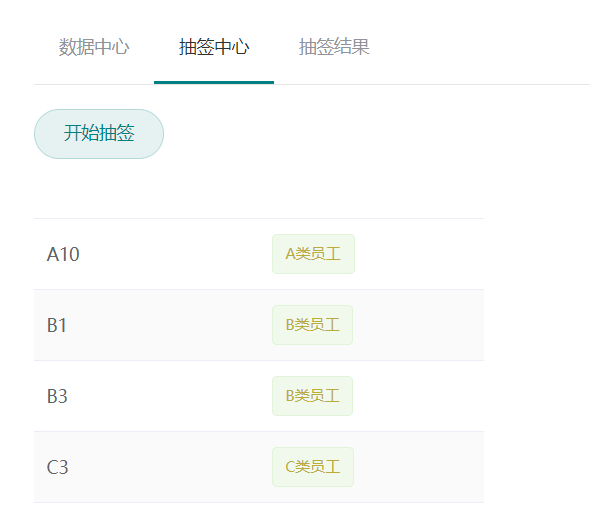 数据中心 抽签中心 抽签结果
开始抽签
A10 A类员工
B1 B类员工
B3 B类员工
C3 C类员工